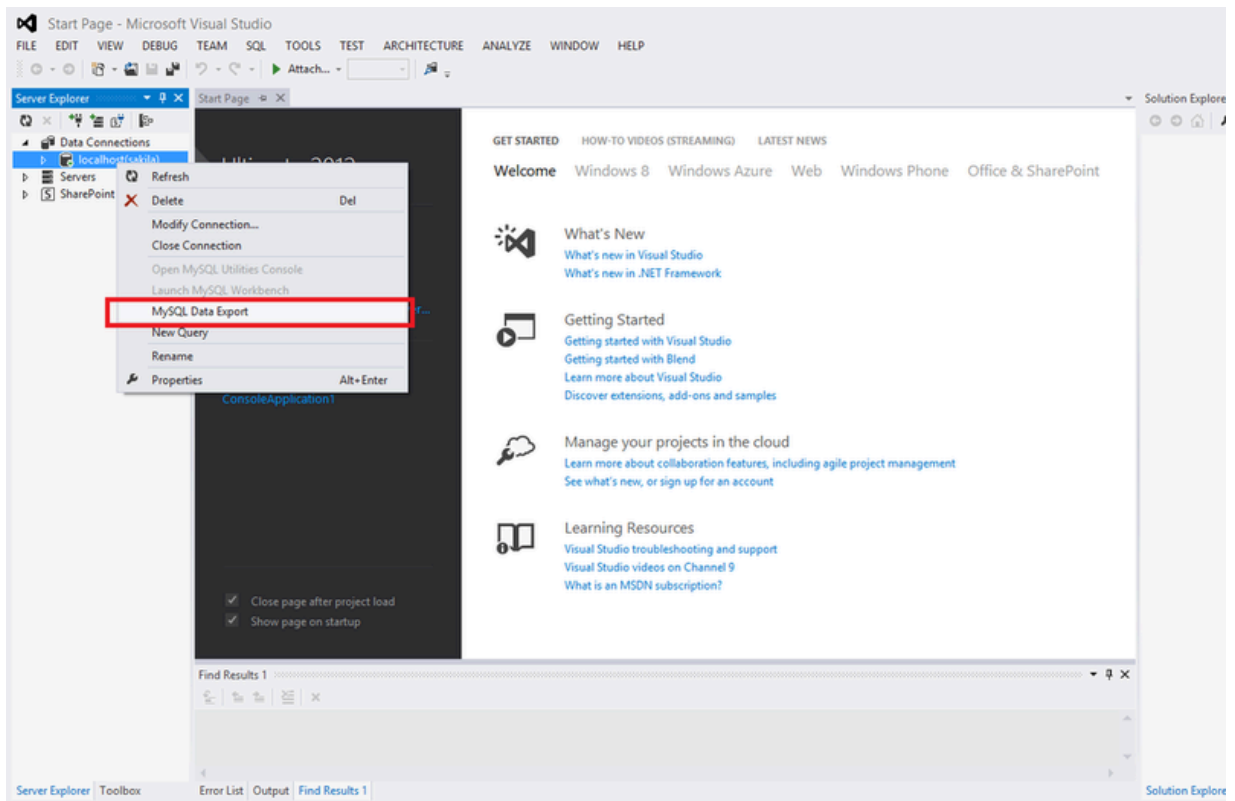 Start Page - Microsoft Visual Studio
FILE EDIT VIEW DEBUG TEAM SQL TOOLS TEST ARCHITECTURE ANALYZE WINDOW HELP
Attach...
Server Explorer
Start Page
Solution Explore
Data Connections
localhost(sakila)
Servers
SharePoint
Refresh
Delete Del
Modify Connection...
Close Connection
Open MySQL Utilities Console
Launch MySQL Workbench
MySQL Data Export
New Query
Rename
Properties Alt+Enter
ConsoleApplication1
Close page after project load
Show page on startup
GET STARTED HOW-TO VIDEOS (STREAMING) LATEST NEWS
Welcome Windows 8 Windows Azure Web Windows Phone Office & SharePoint
What's New
What's new in Visual Studio
What's new in .NET Framework
Getting Started
Getting started with Visual Studio
Getting started with Blend
Learn more about Visual Studio
Discover extensions, add-ons and samples
Manage your projects in the cloud
Learn more about collaboration features, including agile project management
See what's new, or sign up for an account
Learning Resources
Visual Studio troubleshooting and support
Visual Studio videos on Channel 9
What is an MSDN subscription?
Find Results 1
Server Explorer Toolbox
Error List Output Find Results 1
Solution Explore